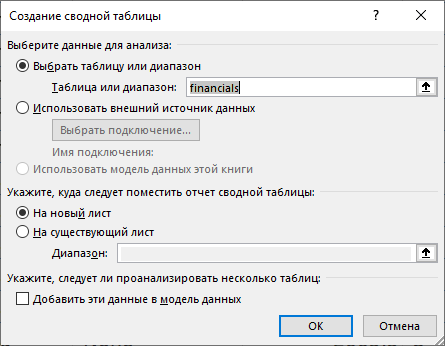 Создание сводной таблицы
Выберите данные для анализа:
Выбрать таблицу или диапазон
Таблица или диапазон: financials
Использовать внешний источник данных
Выбрать подключение...
Имя подключения:
Использовать модель данных этой книги
Укажите, куда следует поместить отчет сводной таблицы:
На новый лист
На существующий лист
Диапазон:
Укажите, следует ли проанализировать несколько таблиц:
Добавить эти данные в модель данных
ОК Отмена